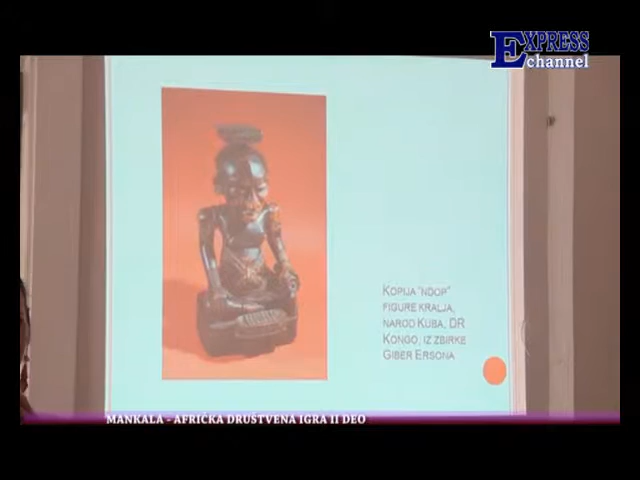 EXPRESS
channel
KOPIJA "NDOP"
FIGURE KRALJA,
NAROD KUBA, DR
KONGO, IZ ZBIRKE
GIBER ERSONA
MANKALA - AFRIČKA DRUŠTVENA IGRA II DEO